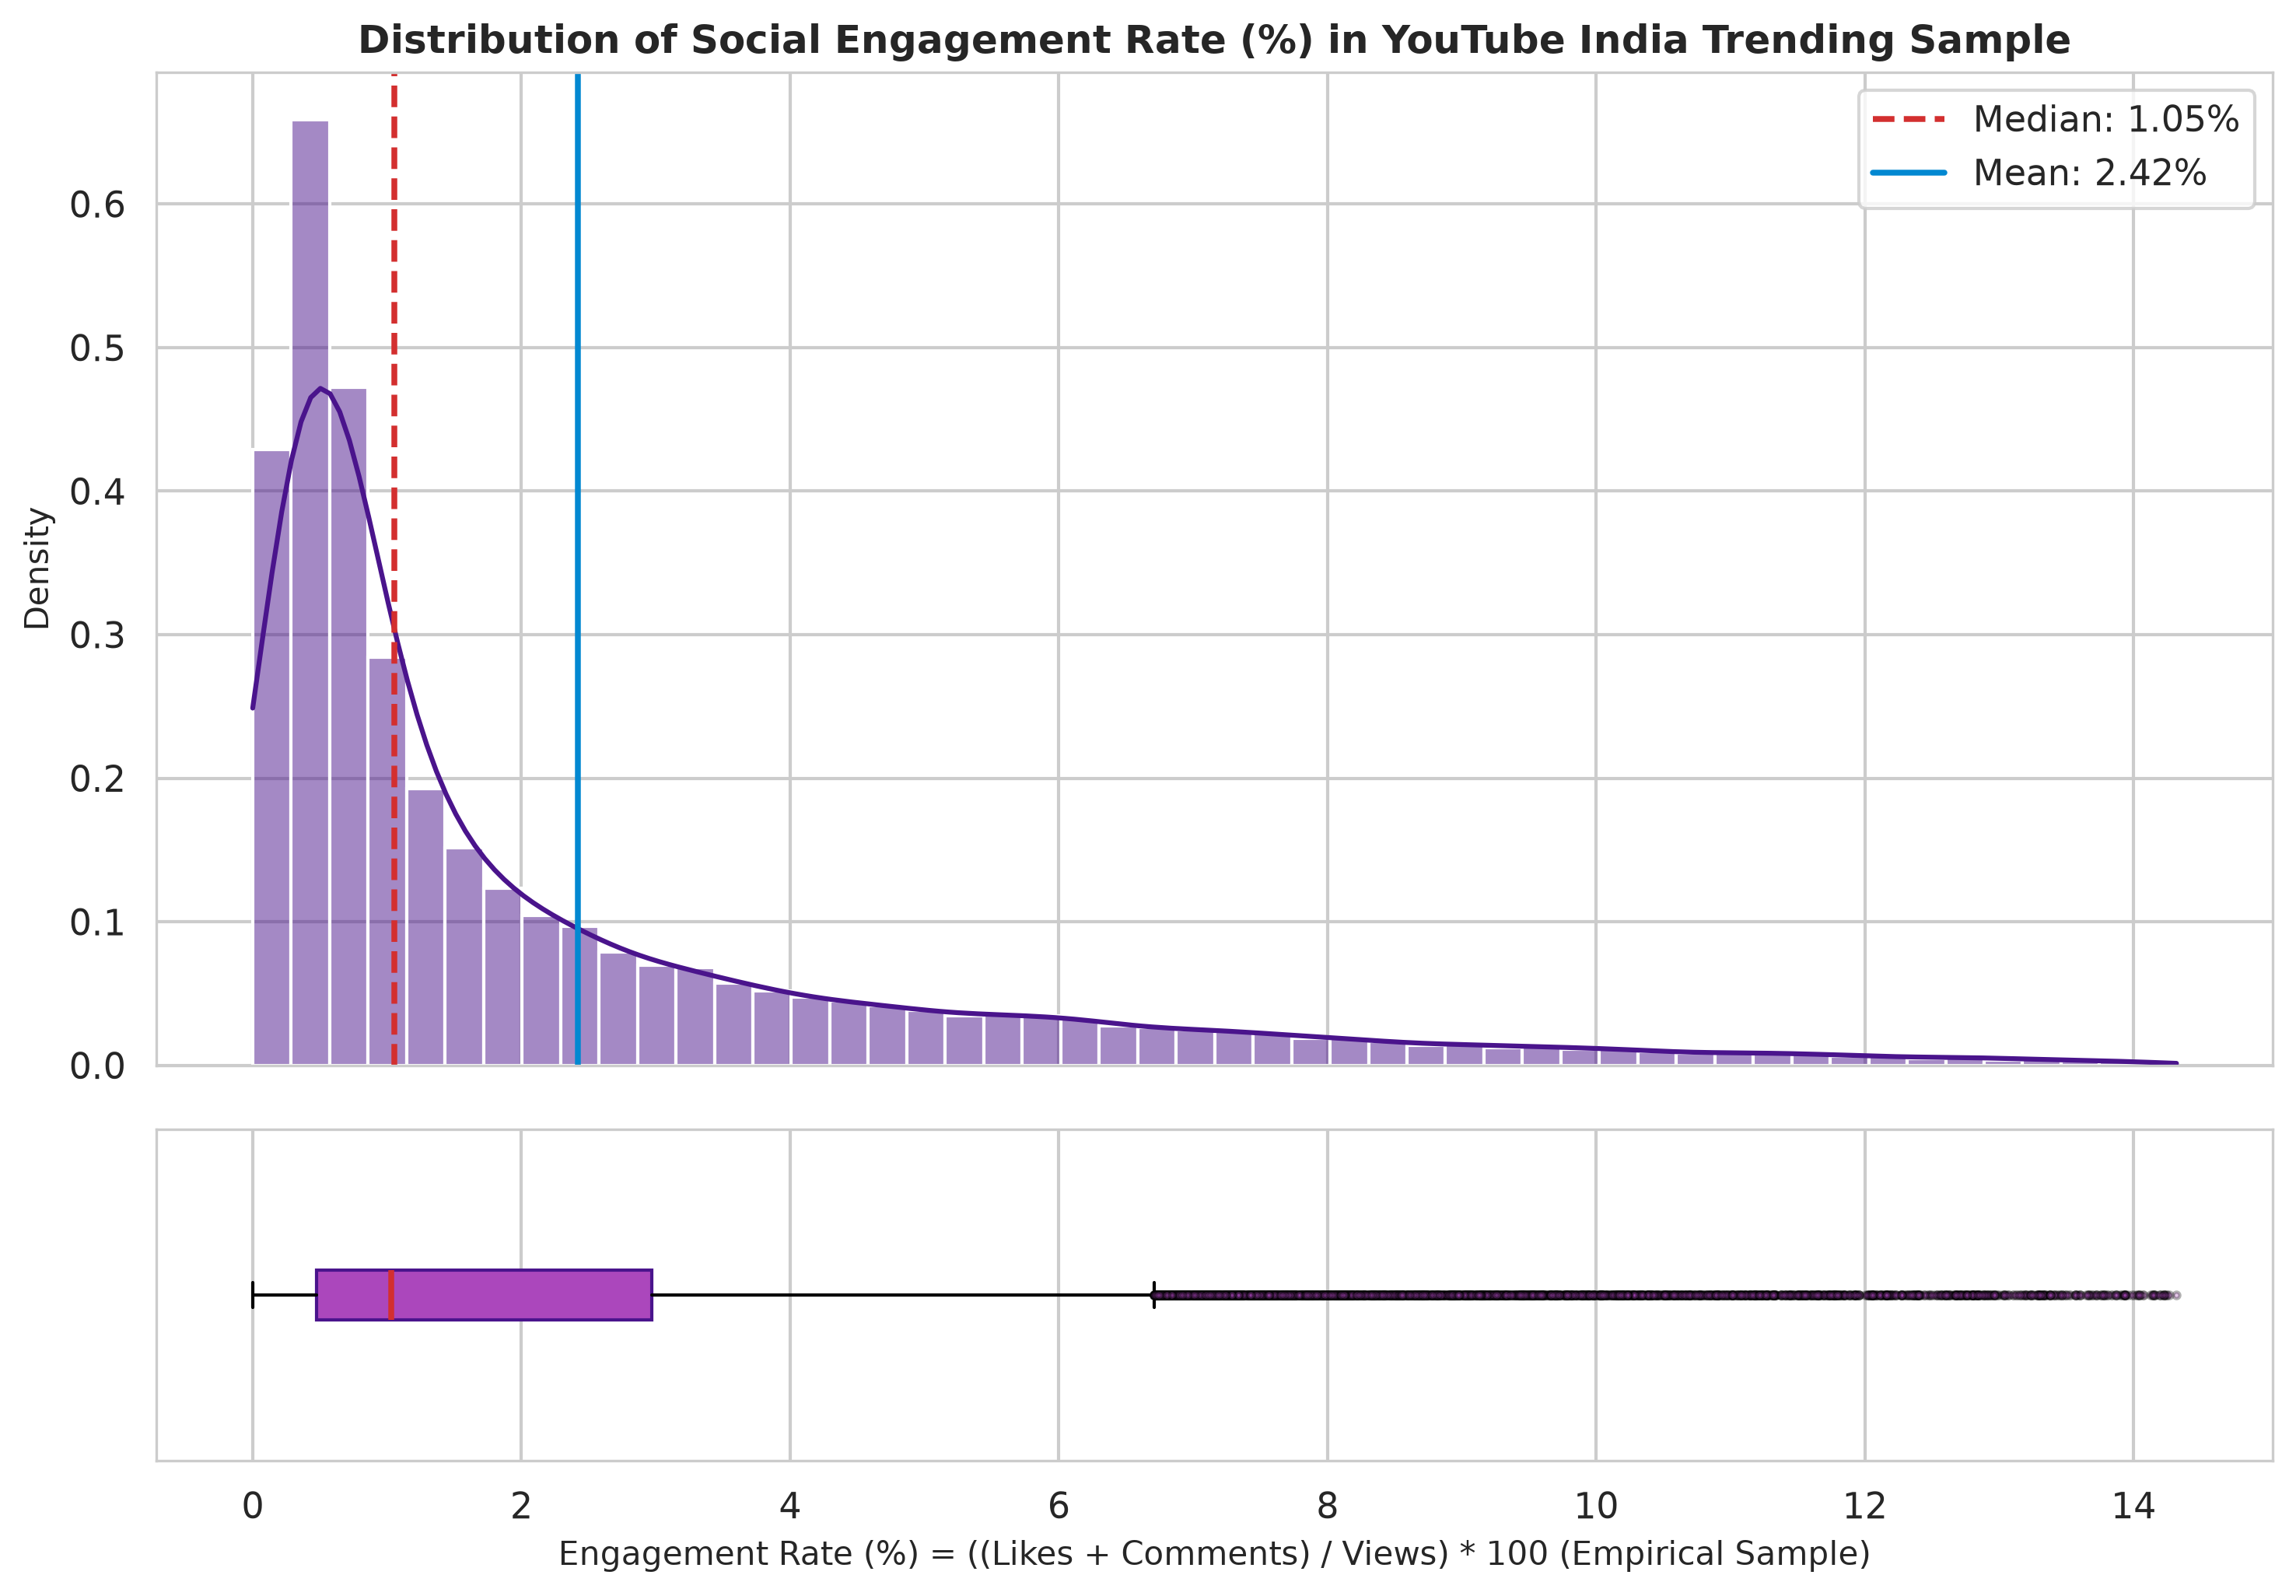 Distribution of Social Engagement Rate (%) in YouTube India Trending Sample
Median: 1.05%
Mean: 2.42%
Density
0.6
0.5
0.4
0.3
0.2
0.1
0.0
0 2 4 6 8 10 12 14
Engagement Rate (%) = ((Likes + Comments) / Views) * 100 (Empirical Sample)